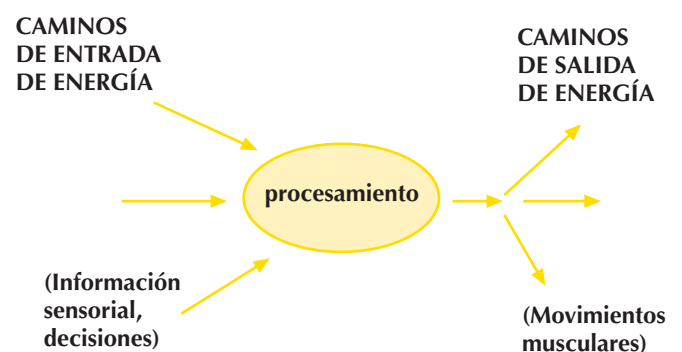 CAMINOS
DE ENTRADA
DE ENERGÍA
CAMINOS
DE SALIDA
DE ENERGÍA
procesamiento
(Información
sensorial,
decisiones)
(Movimientos
musculares)